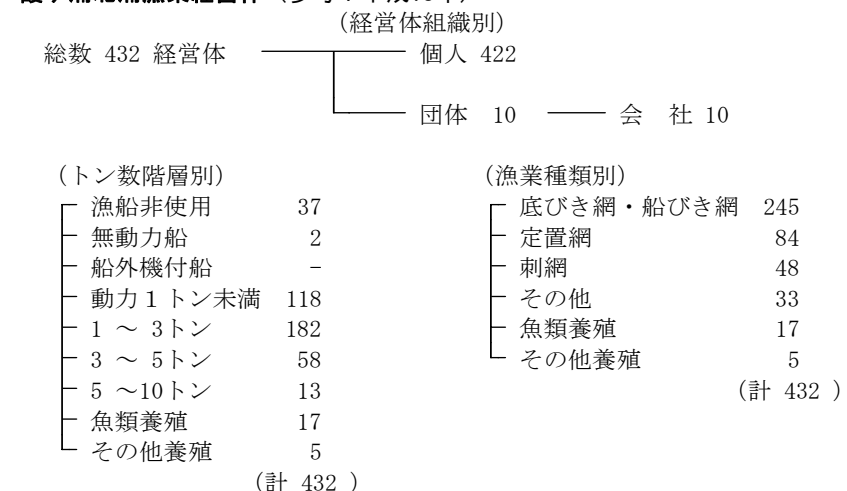 (経営体組織別)
総数 432 経営体 個人 422
団体 10 会 社 10
(トン数階層別)
漁船非使用 37
無動力船 2
船外機付船 -
動力1トン未満 118
1 ~ 3トン 182
3 ~ 5トン 58
5 ~10トン 13
魚類養殖 17
その他養殖 5
(計 432 )
(漁業種類別)
底びき網・船びき網 245
定置網 84
刺網 48
その他 33
魚類養殖 17
その他養殖 5
(計 432 )